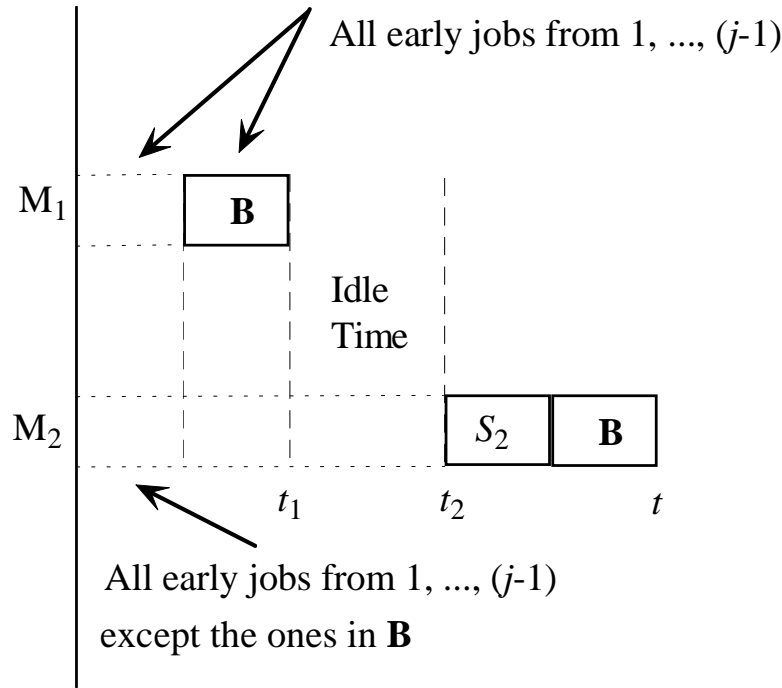 All early jobs from 1, ..., (j-1)
M1
B
Idle
Time
M2
S2
B
t1
t2
t
All early jobs from 1, ..., (j-1)
except the ones in B